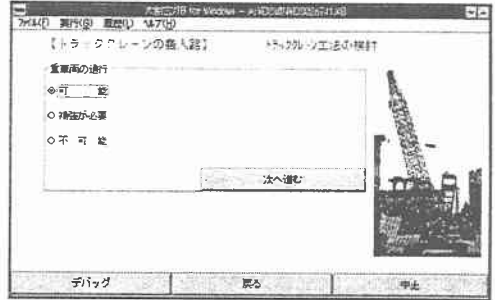 ファイル(F) 実行(G) 履歴(L) ヘルプ(H)
【トラッククレーンの搬入路】 トラッククレーン工法の検討
重車両の通行
可 能
補強が必要
不 可 能
次へ進む
デバッグ 戻る 中止